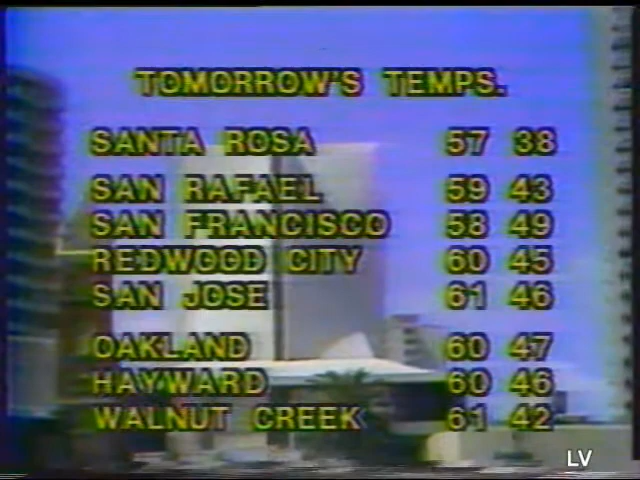 TOMORROW'S TEMPS.
SANTA ROSA 57 38
SAN RAFAEL 59 43
SAN FRANCISCO 58 49
REDWOOD CITY 60 45
SAN JOSE 61 46
OAKLAND 60 47
HAYWARD 60 46
WALNUT CREEK 61 42
LV